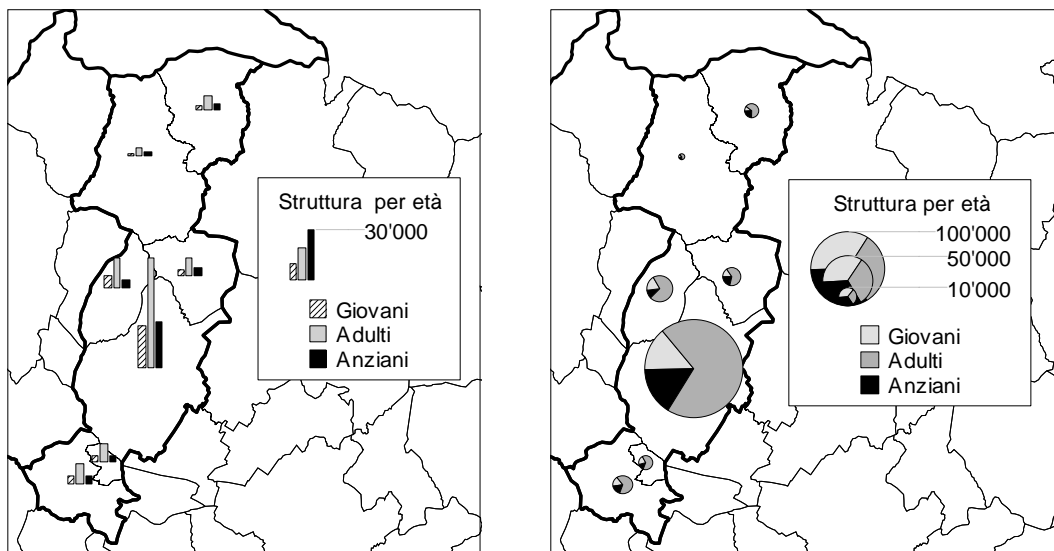 Struttura per età
30'000
Giovani
Adulti
Anziani
Struttura per età
100'000
50'000
10'000
Giovani
Adulti
Anziani